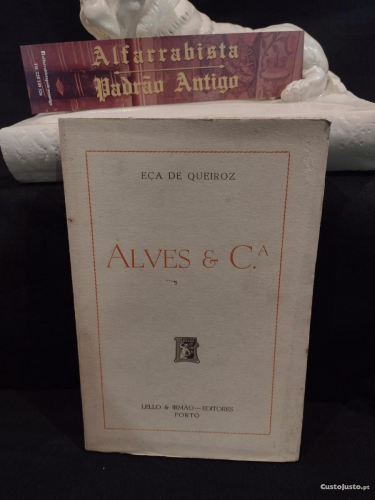 Alfarrabista
Padrão Antigo
EÇA DE QUEIROZ
ALVES & C.A
LELLO & IRMÃO — EDITORES
PORTO
CustoJusto.pt